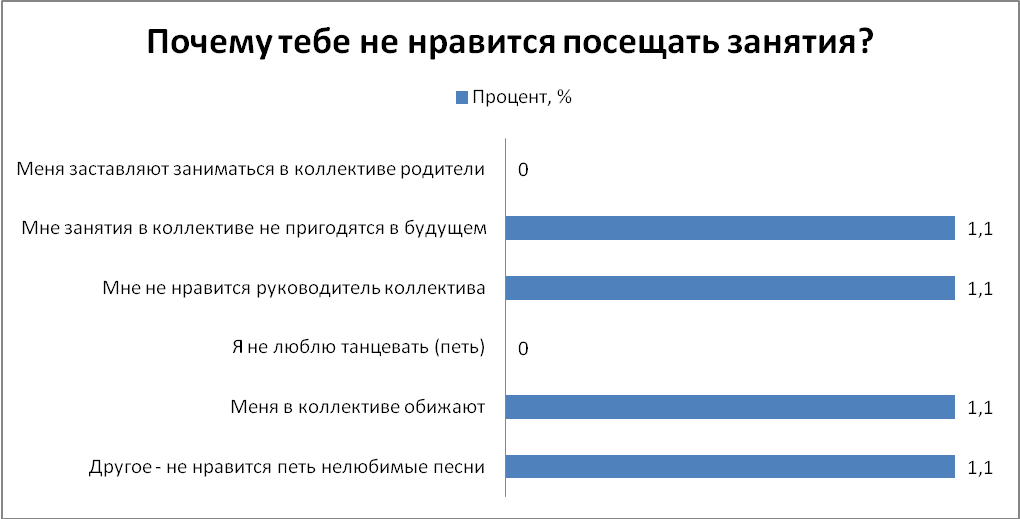 Почему тебе не нравится посещать занятия?
Процент, %
Меня заставляют заниматься в коллективе родители 0
Мне занятия в коллективе не пригодятся в будущем 1,1
Мне не нравится руководитель коллектива 1,1
Я не люблю танцевать (петь) 0
Меня в коллективе обижают 1,1
Другое - не нравится петь нелюбимые песни 1,1